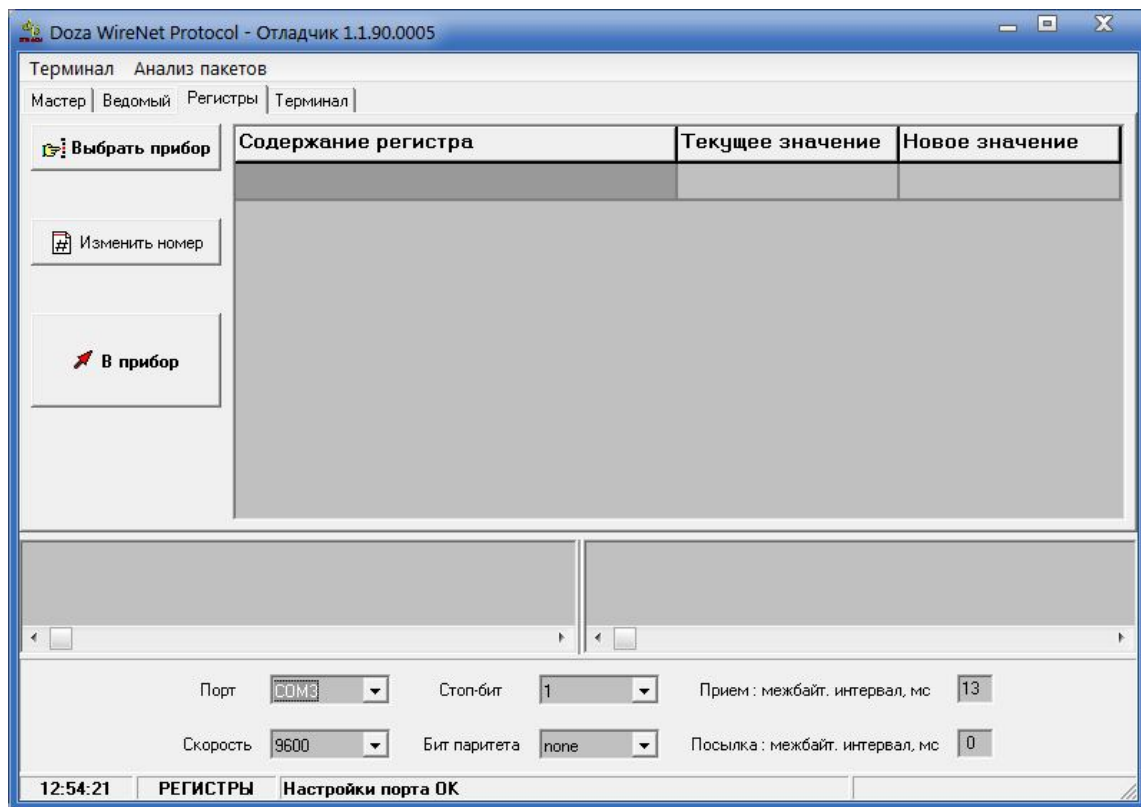 Doza WireNet Protocol - Отладчик 1.1.90.0005
Терминал Анализ пакетов
Мастер Ведомый Регистры Терминал
Выбрать прибор
Содержание регистра Текущее значение Новое значение
Изменить номер
В прибор
Порт COM3 Стоп-бит 1 Прием : межбайт. интервал, мс 13
Скорость 9600 Бит паритета none Посылка : межбайт. интервал, мс 0
12:54:21 РЕГИСТРЫ Настройки порта ОК